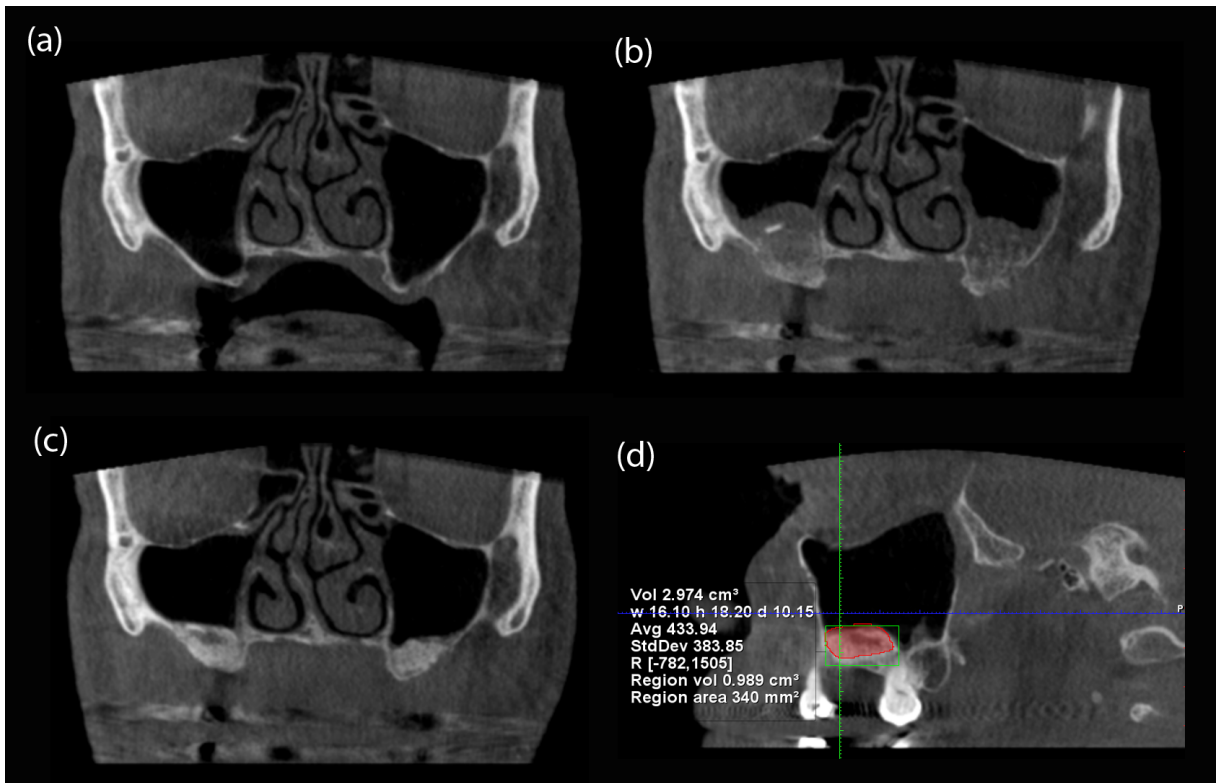 (a)
(b)
(c)
(d)
Vol 2.974 cm³
w 16.10 h 18.20 d 10.15
Avg 433.94
StdDev 383.85
R [-782,1505]
Region vol 0.989 cm³
Region area 340 mm²
P